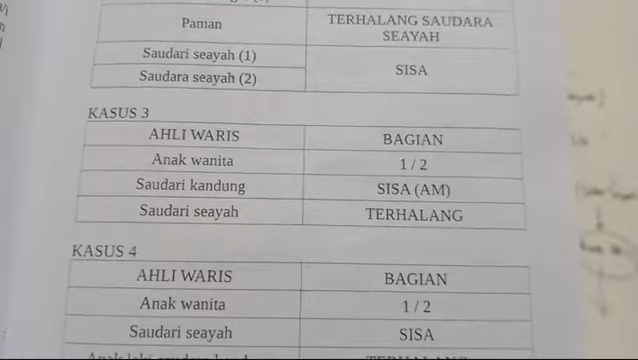 Paman TERHALANG SAUDARA
SEAYAH
Saudari seayah (1)
SISA
Saudara seayah (2)
KASUS 3
AHLI WARIS BAGIAN
Anak wanita 1 / 2
Saudari kandung SISA (AM)
Saudari seayah TERHALANG
KASUS 4
AHLI WARIS BAGIAN
Anak wanita 1 / 2
Saudari seayah SISA